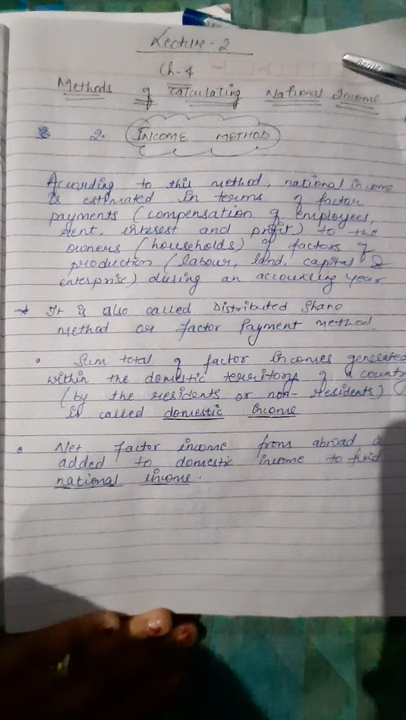 Lecture - 2
Ch-4
Methods of Calculating National Income
2. INCOME METHOD
According to this method, national income
is estimated in terms of factor
payments (compensation of employees,
rent, interest and profit) to the
owners (households) of factors of
production (labour, land, capital &
enterprise) during an accounting year
* It is also called Distributed Share
method or factor Payment method.
• Sum total of factor incomes generated
within the domestic territory of a country
(by the residents or non-residents)
is called domestic income
• Net factor income from abroad
added to domestic income to find
national income.